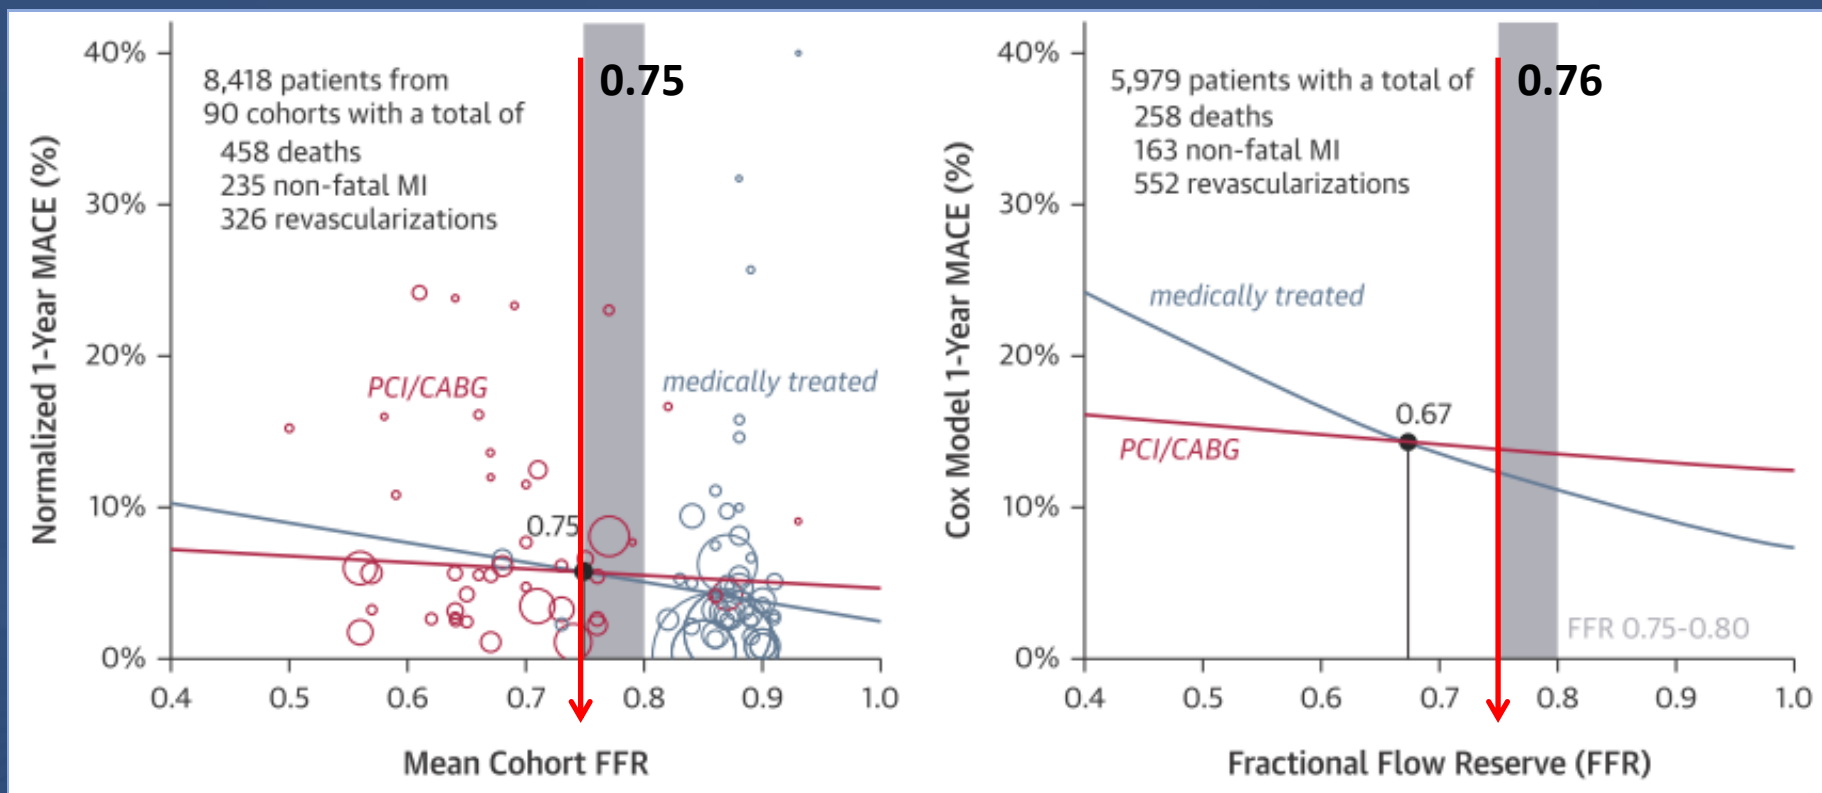 Normalized 1-Year MACE (%)
40%
30%
20%
10%
0%
8,418 patients from
90 cohorts with a total of
458 deaths
235 non-fatal MI
326 revascularizations
0.75
PCI/CABG
medically treated
0.75
0.4 0.5 0.6 0.7 0.8 0.9 1.0
Mean Cohort FFR
Cox Model 1-Year MACE (%)
40%
30%
20%
10%
0%
5,979 patients with a total of
258 deaths
163 non-fatal MI
552 revascularizations
0.76
medically treated
0.67
PCI/CABG
FFR 0.75-0.80
0.4 0.5 0.6 0.7 0.8 0.9 1.0
Fractional Flow Reserve (FFR)